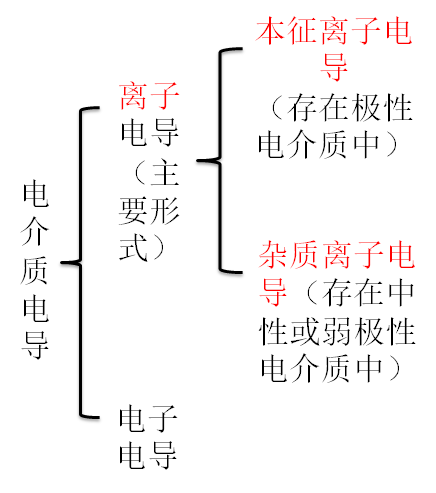 电
介
质
电
导
离子
电导
（主
要形
式）
电子
电导
本征离子电
导
（存在极性
电介质中）
杂质离子电
导（存在中
性或弱极性
电介质中）